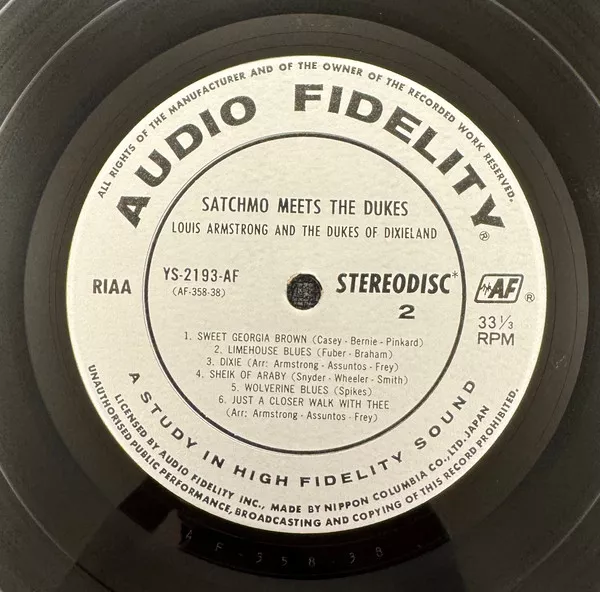 ALL RIGHTS OF THE MANUFACTURER AND OF THE OWNER OF THE RECORDED WORK RESERVED.
AUDIO FIDELITY®
SATCHMO MEETS THE DUKES
LOUIS ARMSTRONG AND THE DUKES OF DIXIELAND
RIAA
YS-2193-AF
(AF-358-38)
STEREODISC*
2
AF ®
33 1/3
RPM
1. SWEET GEORGIA BROWN (Casey - Bernie - Pinkard)
2. LIMEHOUSE BLUES (Fuber - Braham)
3. DIXIE (Arr: Armstrong - Assuntos - Frey)
4. SHEIK OF ARABY (Snyder - Wheeler - Smith)
5. WOLVERINE BLUES (Spikes)
6. JUST A CLOSER WALK WITH THEE
(Arr: Armstrong - Assuntos - Frey)
A STUDY IN HIGH FIDELITY SOUND
LICENSED BY AUDIO FIDELITY INC., MADE BY NIPPON COLUMBIA CO., LTD. JAPAN
UNAUTHORISED PUBLIC PERFORMANCE, BROADCASTING AND COPYING OF THIS RECORD PROHIBITED.
AF-358-38